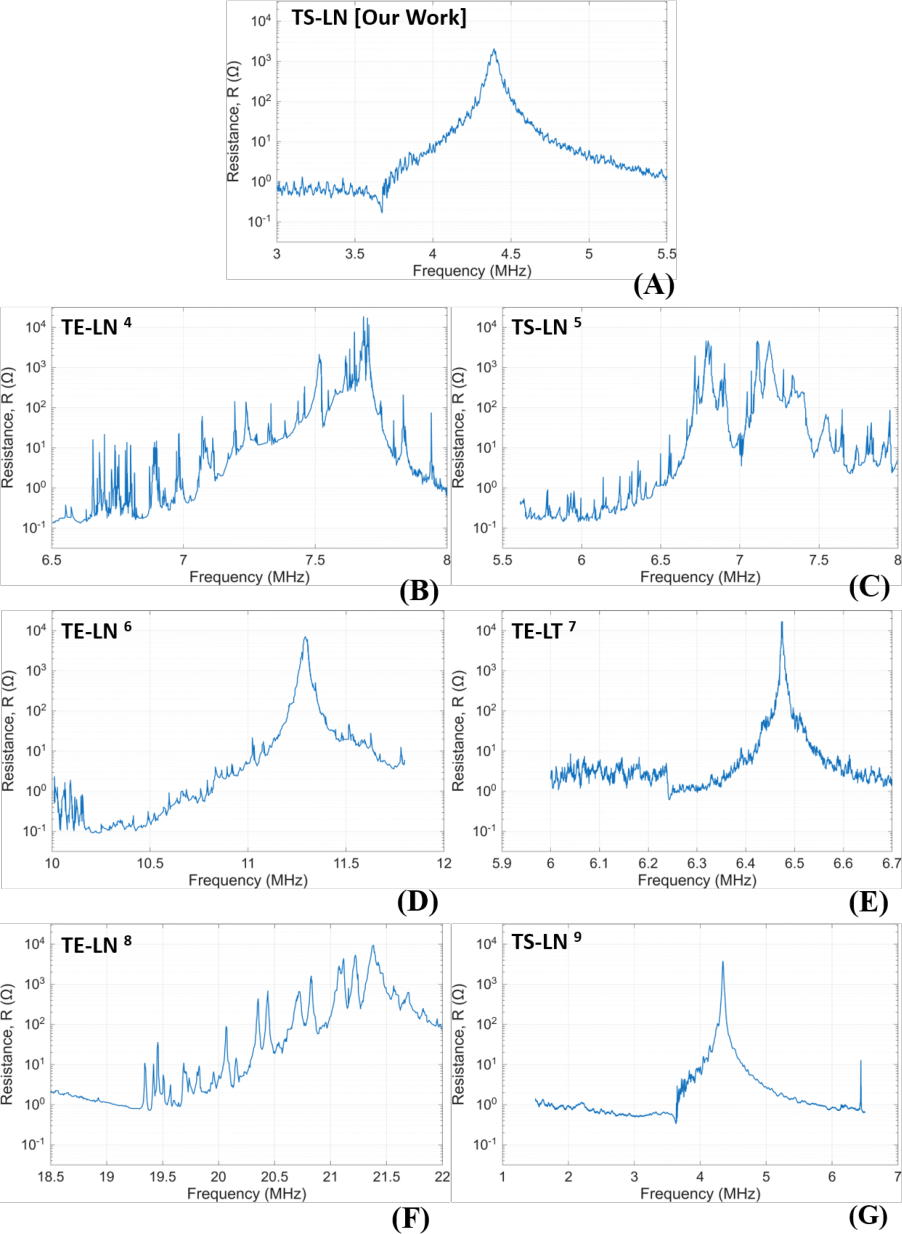 TS-LN [Our Work]
Resistance, R (Ω)
10^4
10^3
10^2
10^1
10^0
10^-1
3 3.5 4 4.5 5 5.5
Frequency (MHz)
(A)
TE-LN ^4
Resistance, R (Ω)
10^4
10^3
10^2
10^1
10^0
10^-1
6.5 7 7.5 8
Frequency (MHz)
(B)
TS-LN ^5
Resistance, R (Ω)
10^4
10^3
10^2
10^1
10^0
10^-1
5.5 6 6.5 7 7.5 8
Frequency (MHz)
(C)
TE-LN ^6
Resistance, R (Ω)
10^4
10^3
10^2
10^1
10^0
10^-1
10 10.5 11 11.5 12
Frequency (MHz)
(D)
TE-LT ^7
Resistance, R (Ω)
10^4
10^3
10^2
10^1
10^0
10^-1
5.9 6 6.1 6.2 6.3 6.4 6.5 6.6 6.7
Frequency (MHz)
(E)
TE-LN ^8
Resistance, R (Ω)
10^4
10^3
10^2
10^1
10^0
10^-1
18.5 19 19.5 20 20.5 21 21.5 22
Frequency (MHz)
(F)
TS-LN ^9
Resistance, R (Ω)
10^4
10^3
10^2
10^1
10^0
10^-1
1 2 3 4 5 6 7
Frequency (MHz)
(G)